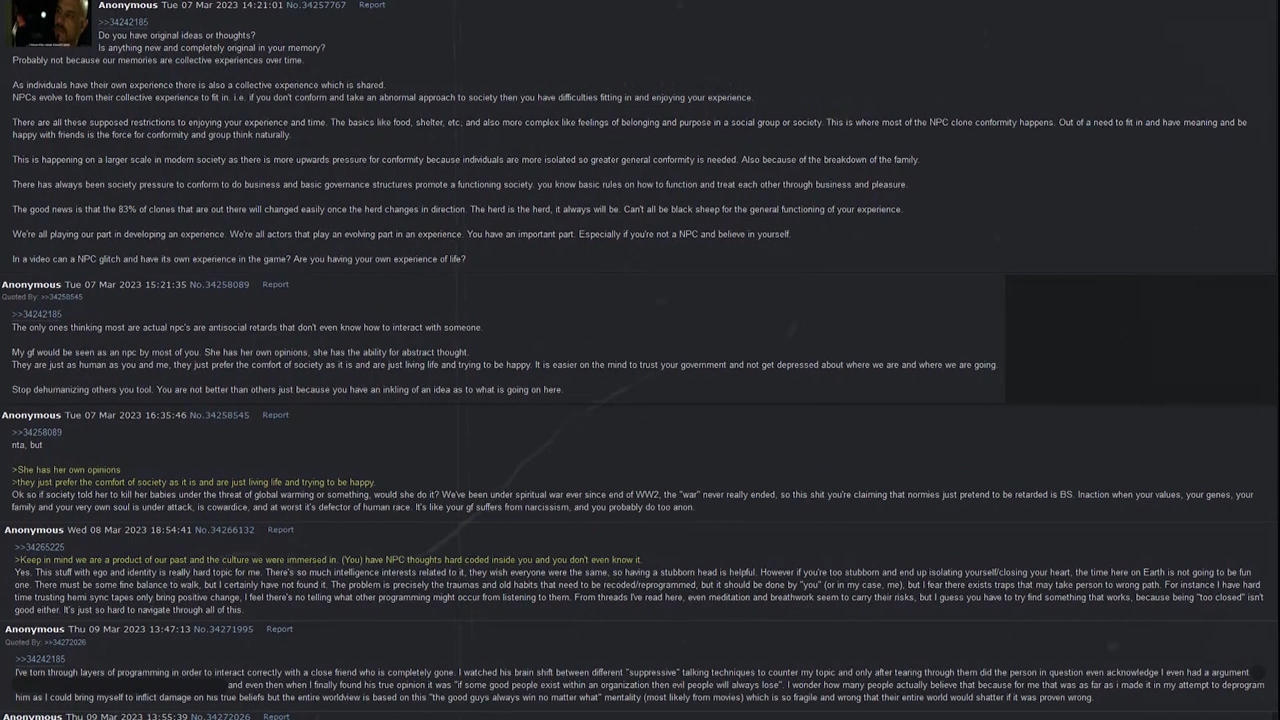 Anonymous Tue 07 Mar 2023 14:21:01 No.34257767 Report
>>34242185
Do you have original ideas or thoughts?
Is anything new and completely original in your memory?
Probably not because our memories are collective experiences over time.
As individuals have their own experience there is also a collective experience which is shared.
NPCs evolve to from their collective experience to fit in. i.e. if you don't conform and take an abnormal approach to society then you have difficulties fitting in and enjoying your experience.
There are all these supposed restrictions to enjoying your experience and time. The basics like food, shelter, etc, and also more complex like feelings of belonging and purpose in a social group or society. This is where most of the NPC clone conformity happens. Out of a need to fit in and have meaning and be
happy with friends is the force for conformity and group think naturally.
This is happening on a larger scale in modern society as there is more upwards pressure for conformity because individuals are more isolated so greater general conformity is needed. Also because of the breakdown of the family.
There has always been society pressure to conform to do business and basic governance structures promote a functioning society. you know basic rules on how to function and treat each other through business and pleasure.
The good news is that the 83% of clones that are out there will changed easily once the herd changes in direction. The herd is the herd, it always will be. Can't all be black sheep for the general functioning of your experience.
We're all playing our part in developing an experience. We're all actors that play an evolving part in an experience. You have an important part. Especially if you're not a NPC and believe in yourself.
In a video can a NPC glitch and have its own experience in the game? Are you having your own experience of life?
Anonymous Tue 07 Mar 2023 15:21:35 No.34258089 Report
Quoted By: >>34258545
>>34242185
The only ones thinking most are actual npc's are antisocial retards that don't even know how to interact with someone.
My gf would be seen as an npc by most of you. She has her own opinions, she has the ability for abstract thought.
They are just as human as you and me, they just prefer the comfort of society as it is and are just living life and trying to be happy. It is easier on the mind to trust your government and not get depressed about where we are and where we are going.
Stop dehumanizing others you tool. You are not better than others just because you have an inkling of an idea as to what is going on here.
Anonymous Tue 07 Mar 2023 16:35:46 No.34258545 Report
>>34258089
nta, but
>She has her own opinions
>they just prefer the comfort of society as it is and are just living life and trying to be happy.
Ok so if society told her to kill her babies under the threat of global warming or something, would she do it? We've been under spiritual war ever since end of WW2, the "war" never really ended, so this shit you're claiming that normies just pretend to be retarded is BS. Inaction when your values, your genes, your
family and your very own soul is under attack, is cowardice, and at worst it's defector of human race. It's like your gf suffers from narcissism, and you probably do too anon.
Anonymous Wed 08 Mar 2023 18:54:41 No.34266132 Report
>>34265225
>Keep in mind we are a product of our past and the culture we were immersed in. (You) have NPC thoughts hard coded inside you and you don't even know it.
Yes. This stuff with ego and identity is really hard topic for me. There's so much intelligence interests related to it, they wish everyone were the same, so having a stubborn head is helpful. However if you're too stubborn and end up isolating yourself/closing your heart, the time here on Earth is not going to be fun
one. There must be some fine balance to walk, but I certainly have not found it. The problem is precisely the traumas and old habits that need to be recoded/reprogrammed, but it should be done by "you" (or in my case, me), but I fear there exists traps that may take person to wrong path. For instance I have hard
time trusting hemi sync tapes only bring positive change, I feel there's no telling what other programming might occur from listening to them. From threads I've read here, even meditation and breathwork seem to carry their risks, but I guess you have to try find something that works, because being "too closed" isn't
good either. It's just so hard to navigate through all of this.
Anonymous Thu 09 Mar 2023 13:47:13 No.34271995 Report
Quoted By: >>34272026
>>34242185
I've torn through layers of programming in order to interact correctly with a close friend who is completely gone. I watched his brain shift between different "suppressive" talking techniques to counter my topic and only after tearing through them did the person in question even acknowledge I even had a argument
and even then when I finally found his true opinion it was "if some good people exist within an organization then evil people will always lose". I wonder how many people actually believe that because for me that was as far as i made it in my attempt to deprogram
him as I could bring myself to inflict damage on his true beliefs but the entire worldview is based on this "the good guys always win no matter what" mentality (most likely from movies) which is so fragile and wrong that their entire world would shatter if it was proven wrong.
Anonymous Thu 09 Mar 2023 13:55:39 No.34272026 Report